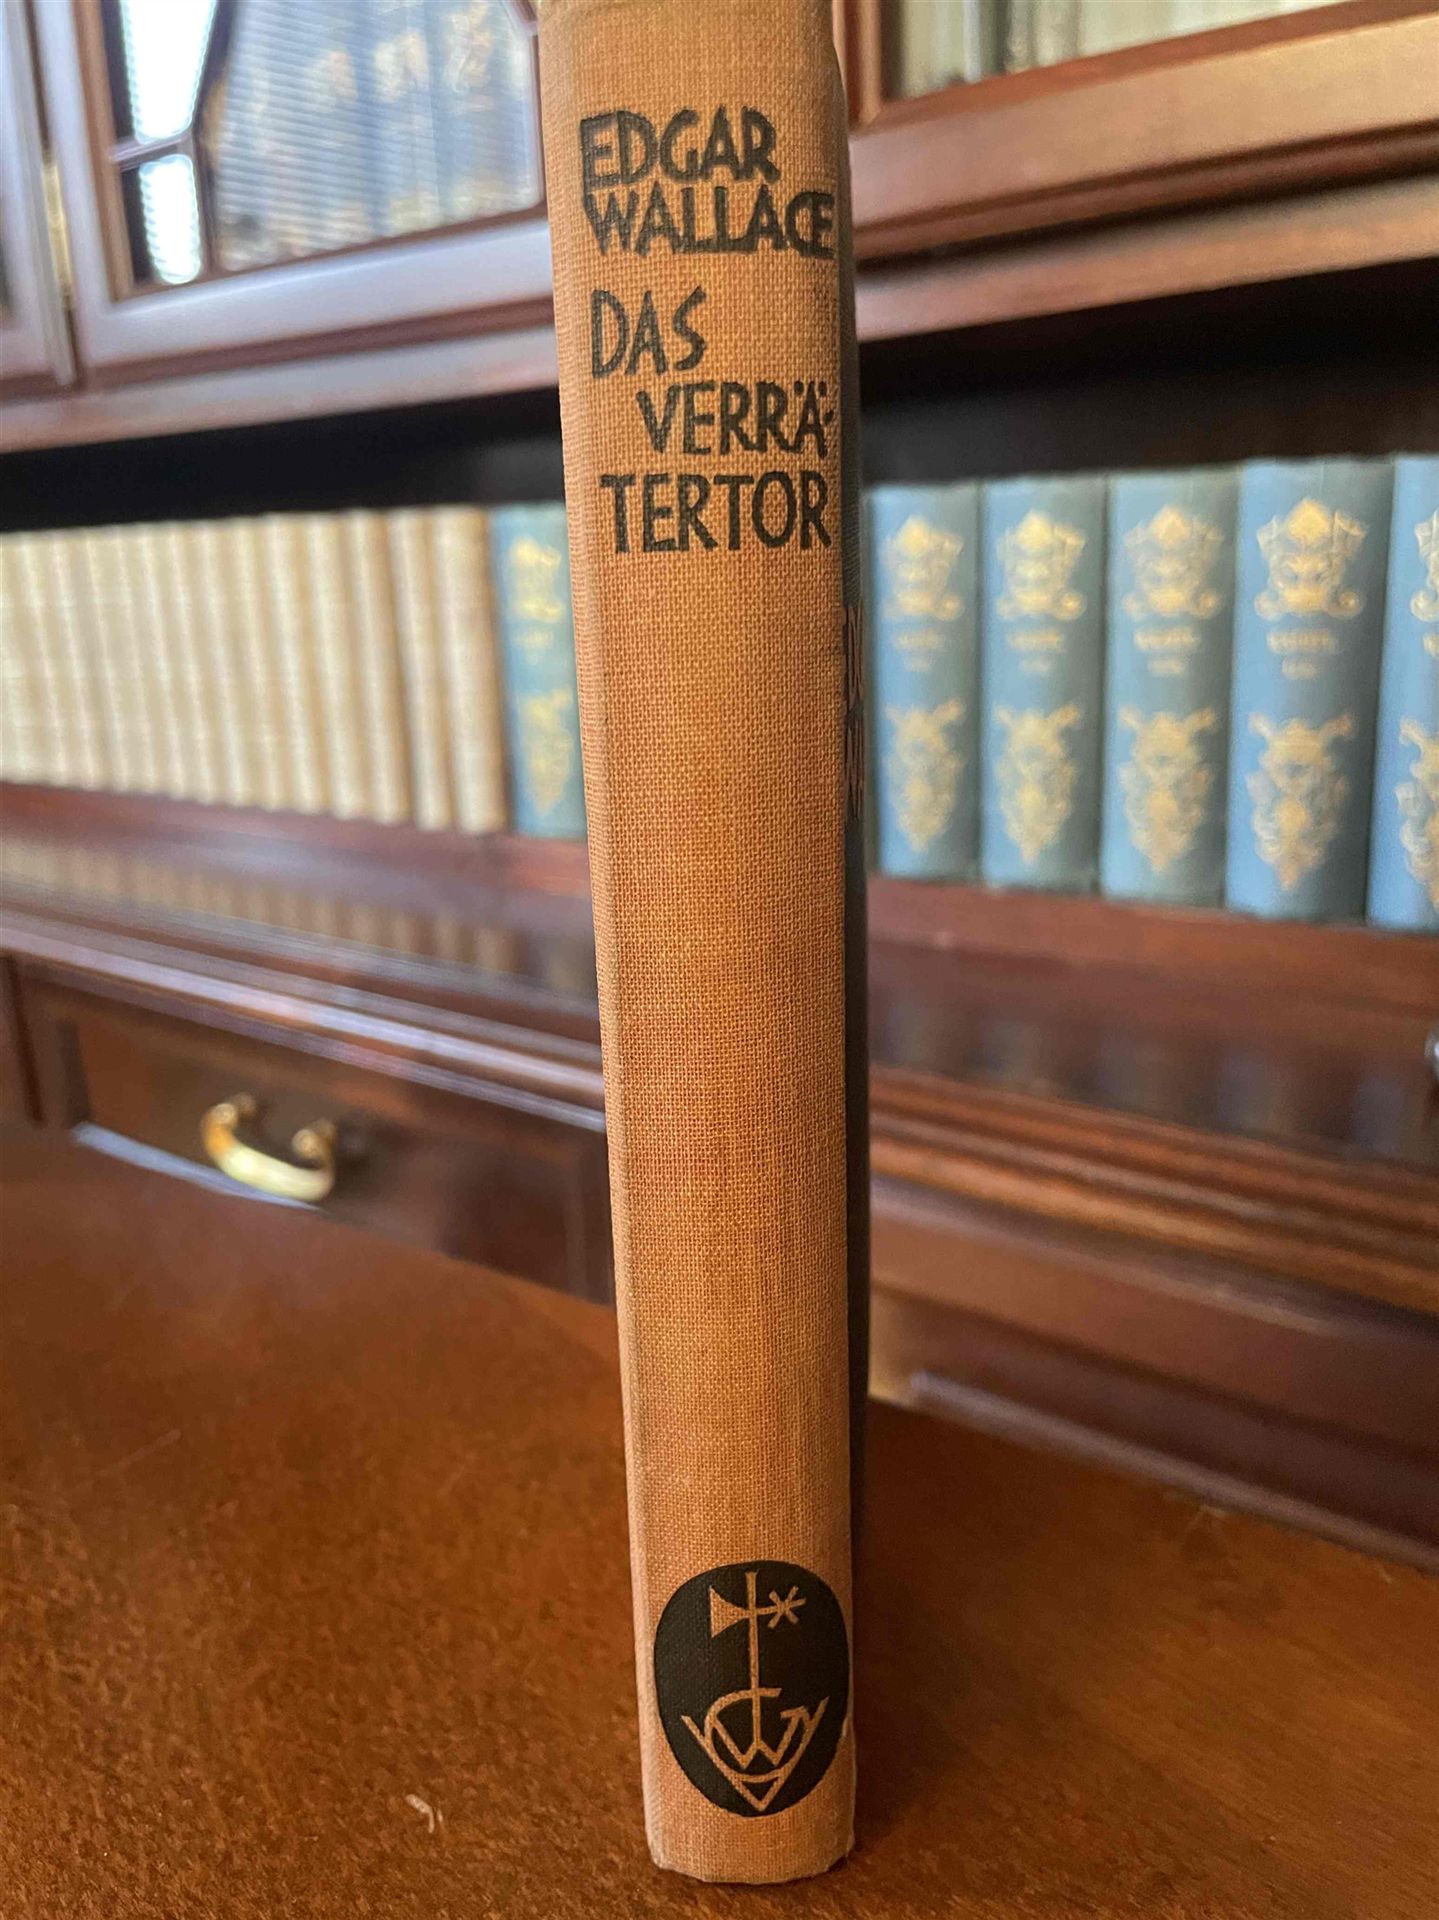 EDGAR
WALLACE
DAS
VERRÄ-
TERTOR